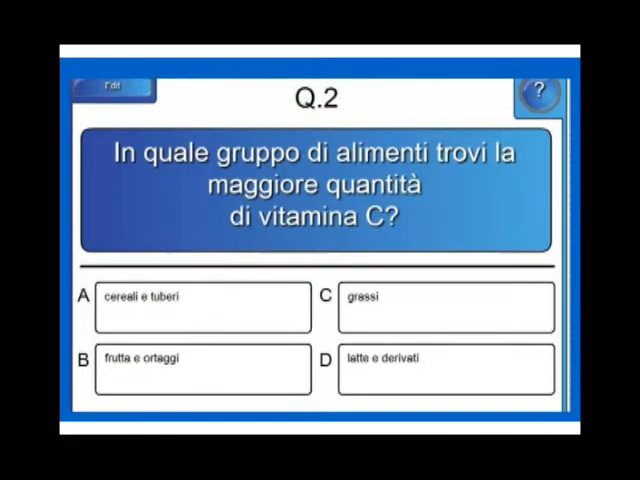 Edit
Q.2
?
In quale gruppo di alimenti trovi la
maggiore quantità
di vitamina C?
A cereali e tuberi
C grassi
B frutta e ortaggi
D latte e derivati